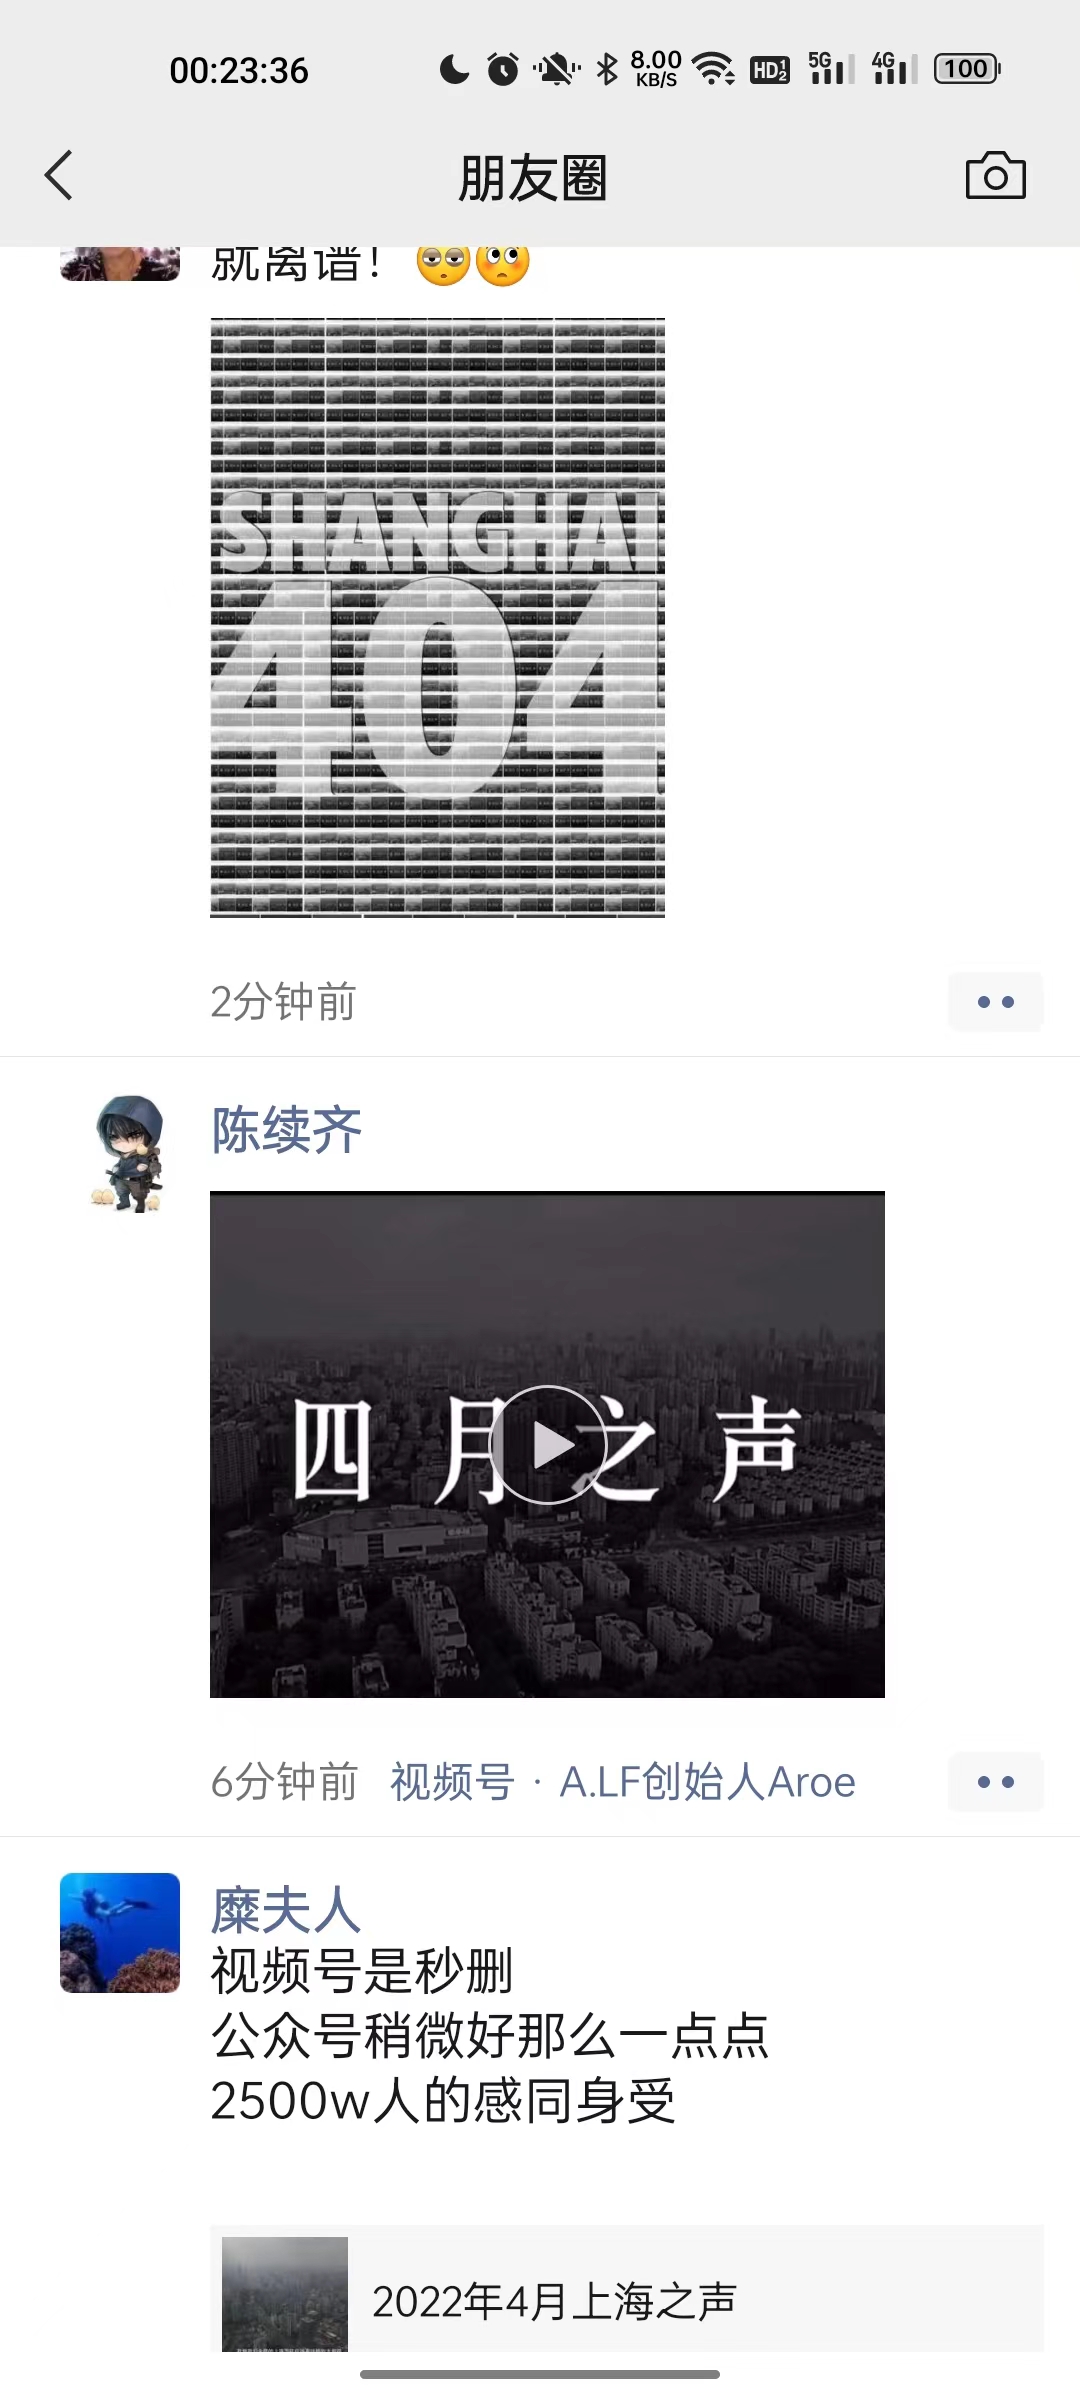 00:23:36
8.00
KB/S
HD 1 2
5G
4G
100
朋友圈
就离谱！🥺🙄
SHANGHAI
404
2分钟前
陈续齐
四月之声
6分钟前 视频号 · A.LF创始人Aroe
糜夫人
视频号是秒删
公众号稍微好那么一点点
2500w人的感同身受
2022年4月上海之声